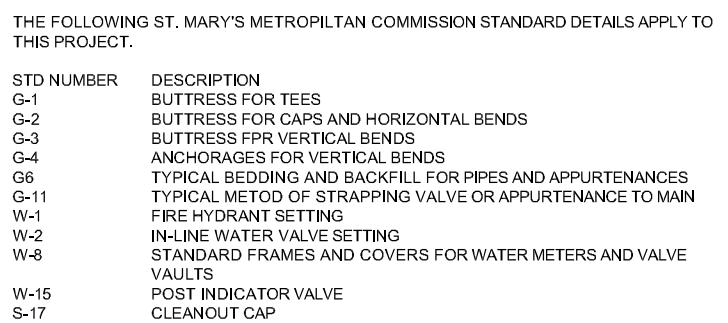 THE FOLLOWING ST. MARY'S METROPILTAN COMMISSION STANDARD DETAILS APPLY TO
THIS PROJECT.
STD NUMBER DESCRIPTION
G-1 BUTTRESS FOR TEES
G-2 BUTTRESS FOR CAPS AND HORIZONTAL BENDS
G-3 BUTTRESS FPR VERTICAL BENDS
G-4 ANCHORAGES FOR VERTICAL BENDS
G6 TYPICAL BEDDING AND BACKFILL FOR PIPES AND APPURTENANCES
G-11 TYPICAL METOD OF STRAPPING VALVE OR APPURTENANCE TO MAIN
W-1 FIRE HYDRANT SETTING
W-2 IN-LINE WATER VALVE SETTING
W-8 STANDARD FRAMES AND COVERS FOR WATER METERS AND VALVE
VAULTS
W-15 POST INDICATOR VALVE
S-17 CLEANOUT CAP